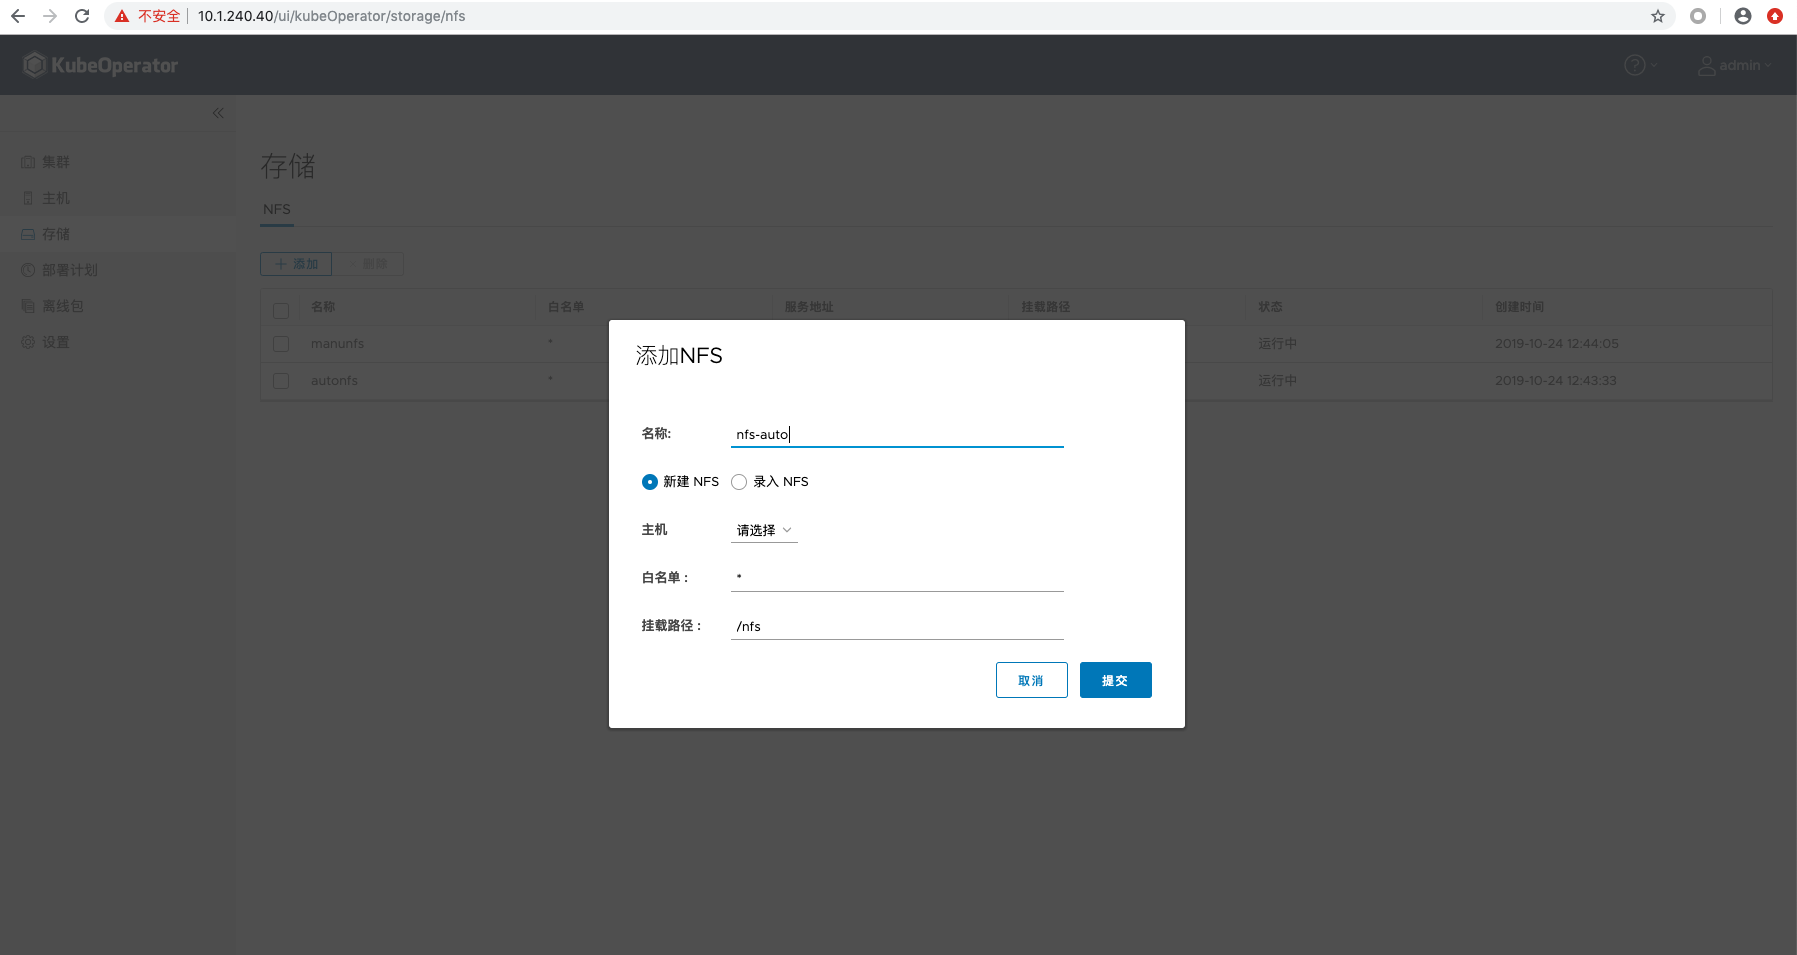 不安全 10.1.240.40/ui/kubeOperator/storage/nfs
KubeOperator
admin
集群
主机
存储
部署计划
离线包
设置
存储
NFS
添加 删除
名称 白名单 服务地址 挂载路径 状态 创建时间
manunfs * 运行中 2019-10-24 12:44:05
autonfs * 运行中 2019-10-24 12:43:33
添加NFS
名称: nfs-auto
新建 NFS 录入 NFS
主机 请选择
白名单： *
挂载路径： /nfs
取消 提交